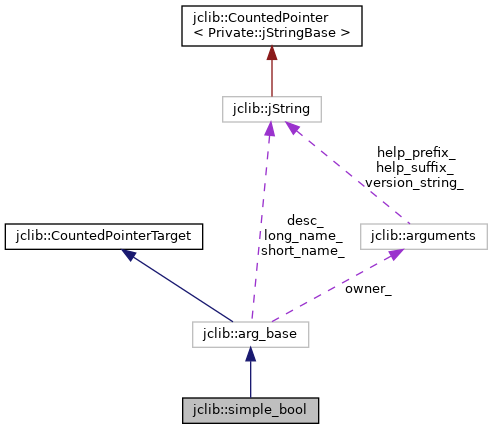 jclib::CountedPointer
< Private::jStringBase >
jclib::jString
help_prefix_
help_suffix_
version_string_
desc_
long_name_
short_name_
jclib::CountedPointerTarget
jclib::arguments
owner_
jclib::arg_base
jclib::simple_bool